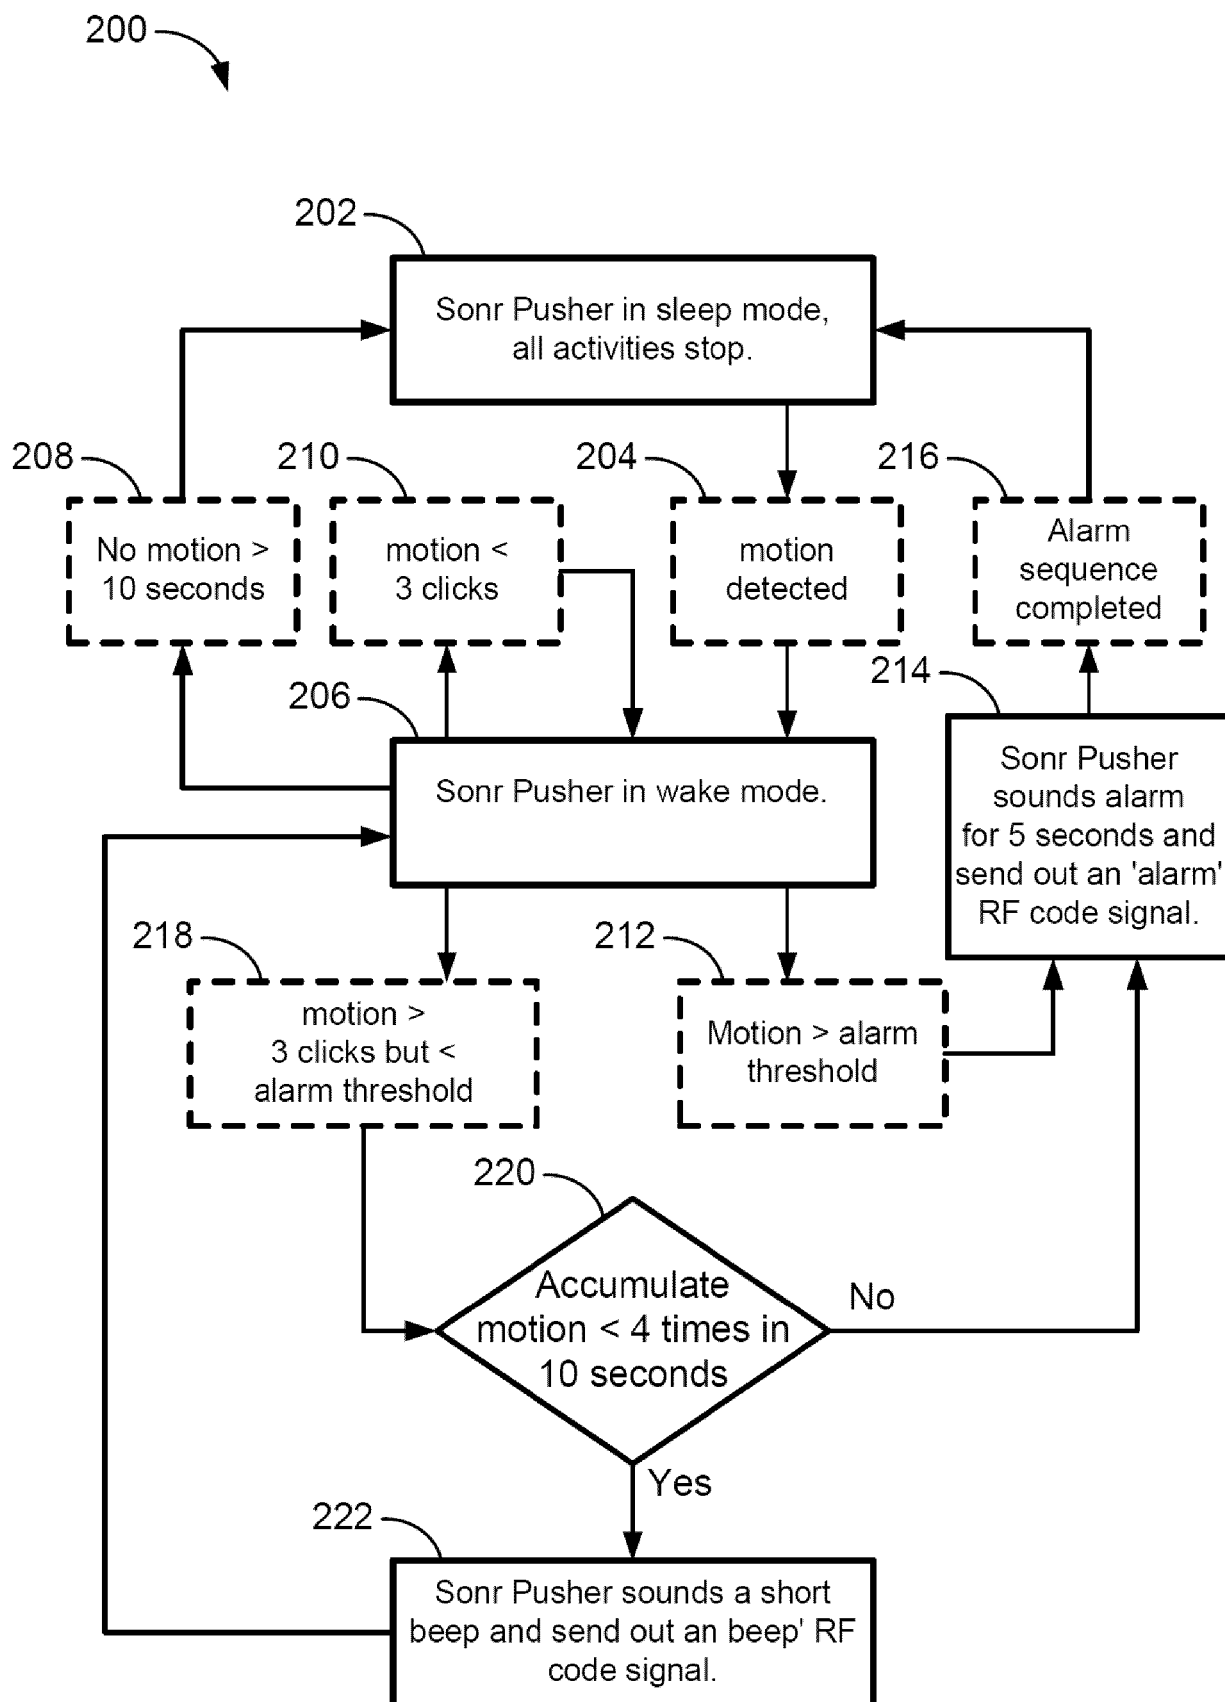 200
202
Sonr Pusher in sleep mode,
all activities stop.
208
210
204
216
No motion >
10 seconds
motion <
3 clicks
motion
detected
Alarm
sequence
completed
206
214
Sonr Pusher in wake mode.
Sonr Pusher
sounds alarm
for 5 seconds and
send out an 'alarm'
RF code signal.
218
212
motion >
3 clicks but <
alarm threshold
Motion > alarm
threshold
220
Accumulate
motion < 4 times in
10 seconds
No
Yes
222
Sonr Pusher sounds a short
beep and send out an beep' RF
code signal.